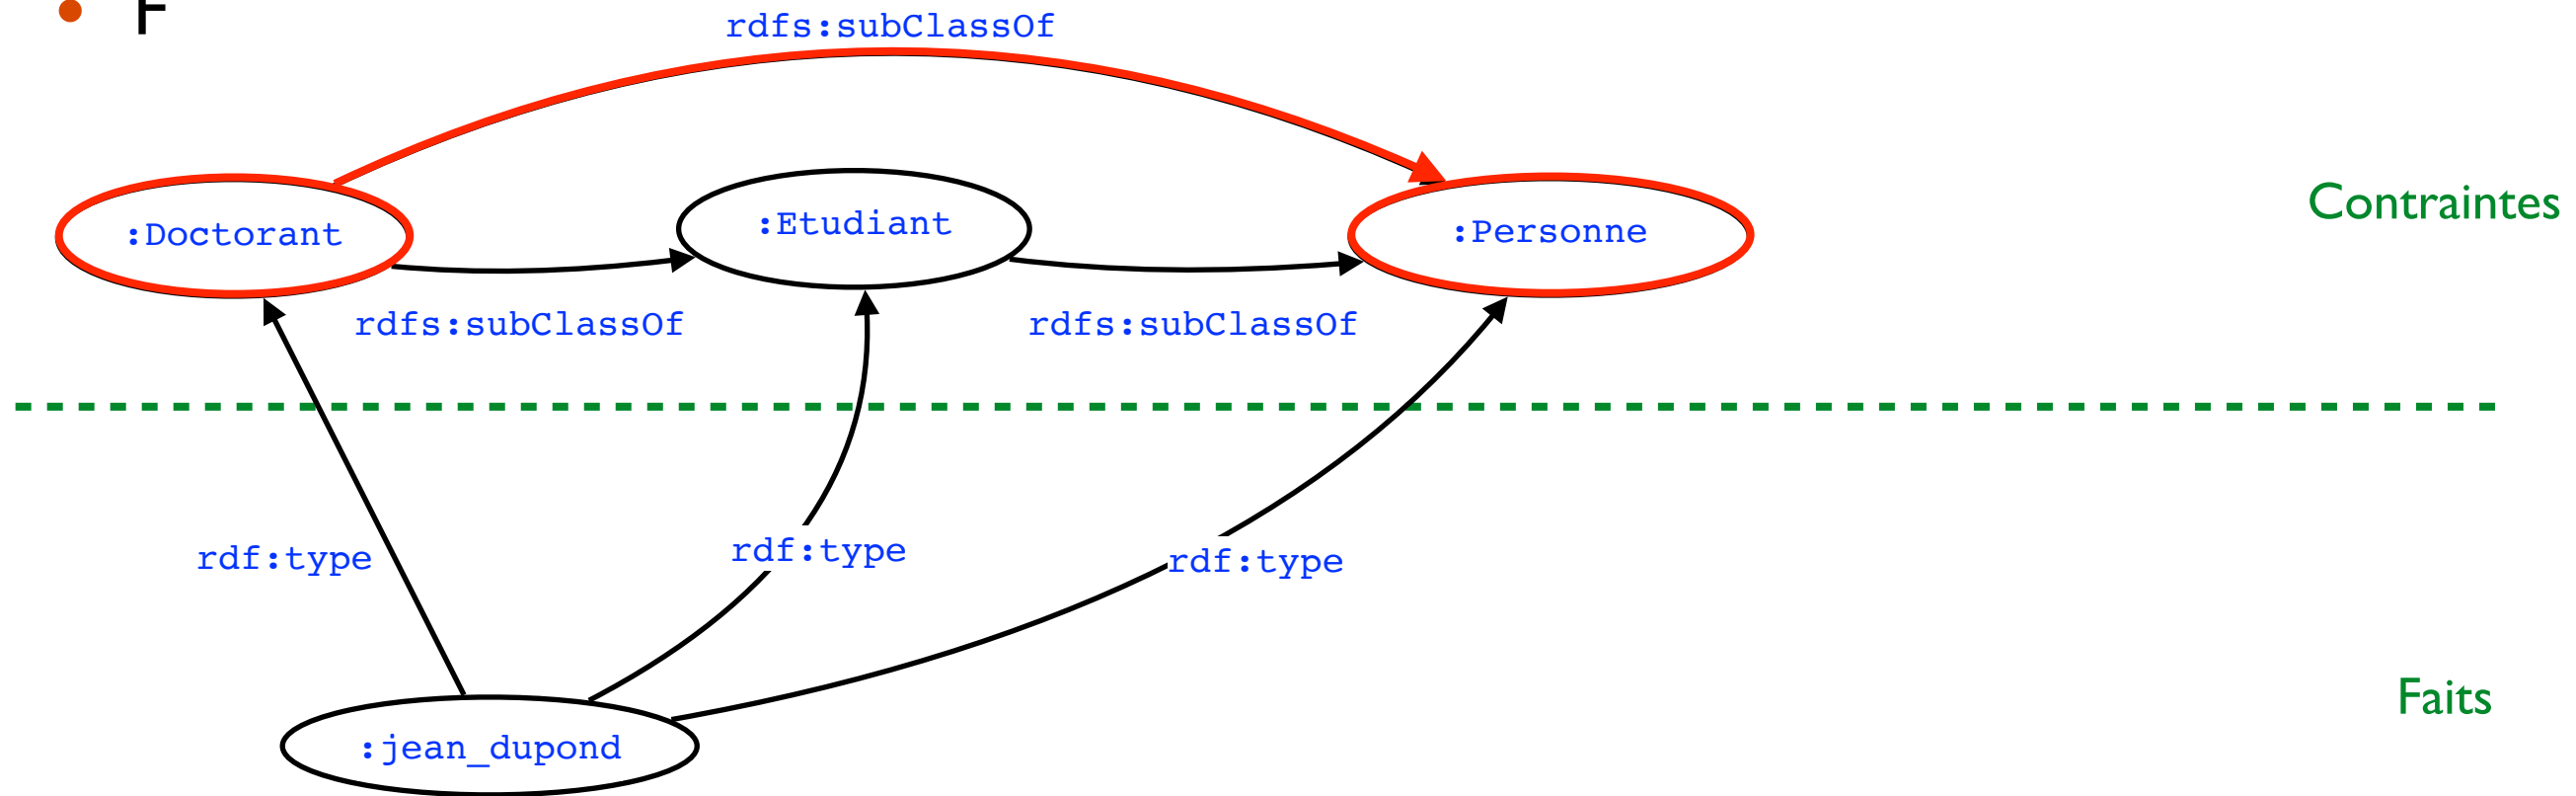 rdfs:subClassOf
:Doctorant
:Etudiant
:Personne
Contraintes
rdfs:subClassOf
rdfs:subClassOf
rdf:type
rdf:type
rdf:type
Faits
:jean_dupond